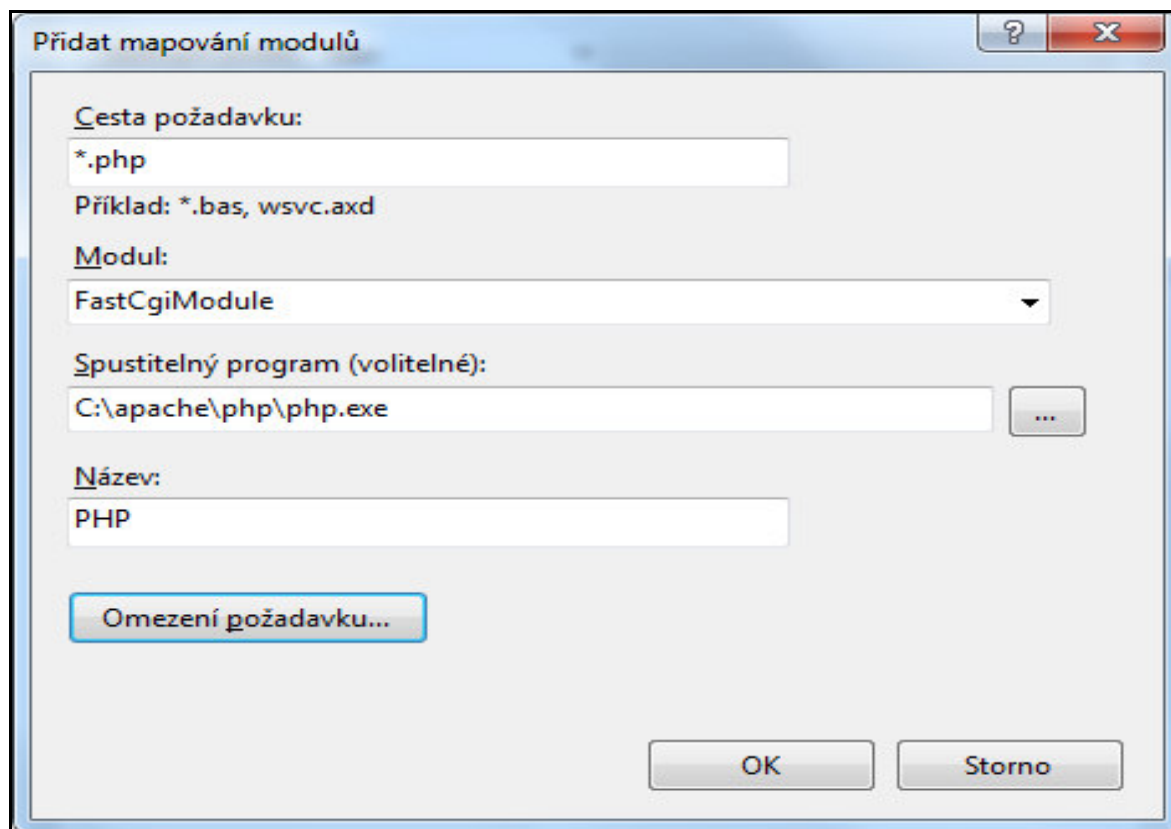 Přidat mapování modulů
Cesta požadavku:
*.php
Příklad: *.bas, wsvc.axd
Modul:
FastCgiModule
Spustitelný program (volitelné):
C:\apache\php\php.exe
...
Název:
PHP
Omezení požadavku...
OK
Storno